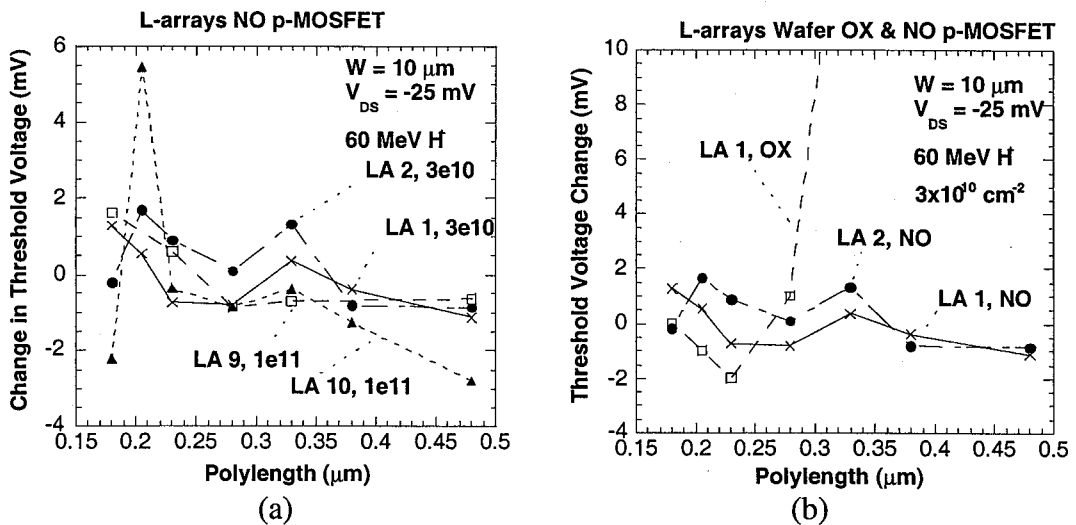 L-arrays NO p-MOSFET
Change in Threshold Voltage (mV)
6
4
2
0
-2
-4
W = 10 μm
V_DS = -25 mV
60 MeV H+
LA 2, 3e10
LA 1, 3e10
LA 9, 1e11
LA 10, 1e11
0.15 0.2 0.25 0.3 0.35 0.4 0.45 0.5
Polylength (μm)
(a)
L-arrays Wafer OX & NO p-MOSFET
Threshold Voltage Change (mV)
10
8
6
4
2
0
-2
-4
W = 10 μm
V_DS = -25 mV
60 MeV H+
3x10^10 cm^-2
LA 1, OX
LA 2, NO
LA 1, NO
0.15 0.2 0.25 0.3 0.35 0.4 0.45 0.5
Polylength (μm)
(b)